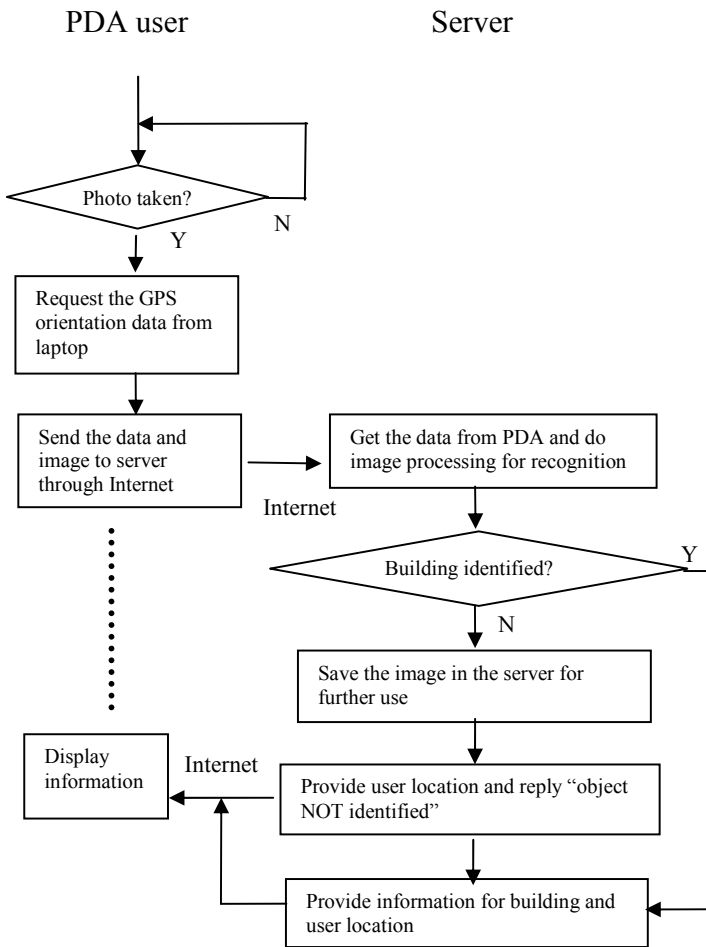 PDA user
Server
Photo taken?
N
Y
Request the GPS
orientation data from
laptop
Send the data and
image to server
through Internet
Get the data from PDA and do
image processing for recognition
Internet
Building identified?
Y
N
Save the image in the server for
further use
Display
information
Internet
Provide user location and reply “object
NOT identified”
Provide information for building and
user location